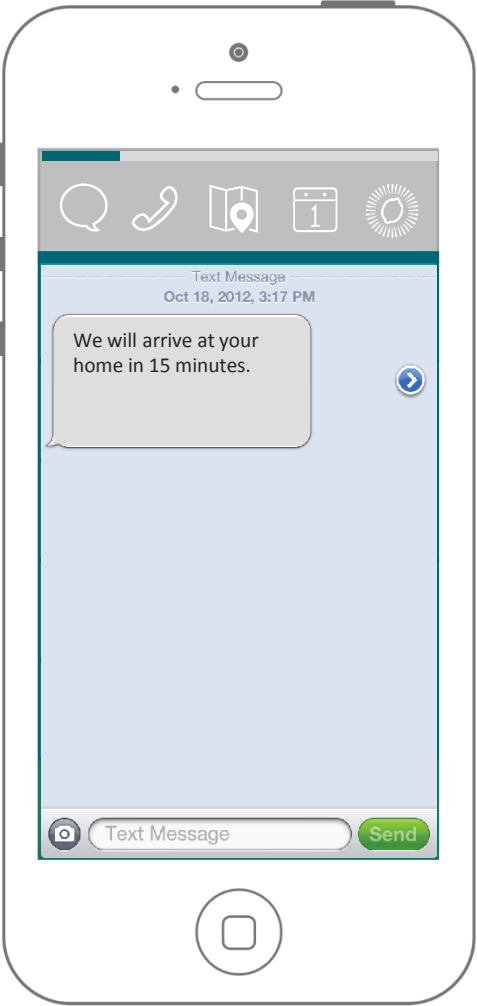 1
Text Message
Oct 18, 2012, 3:17 PM
We will arrive at your
home in 15 minutes.
Text Message
Send